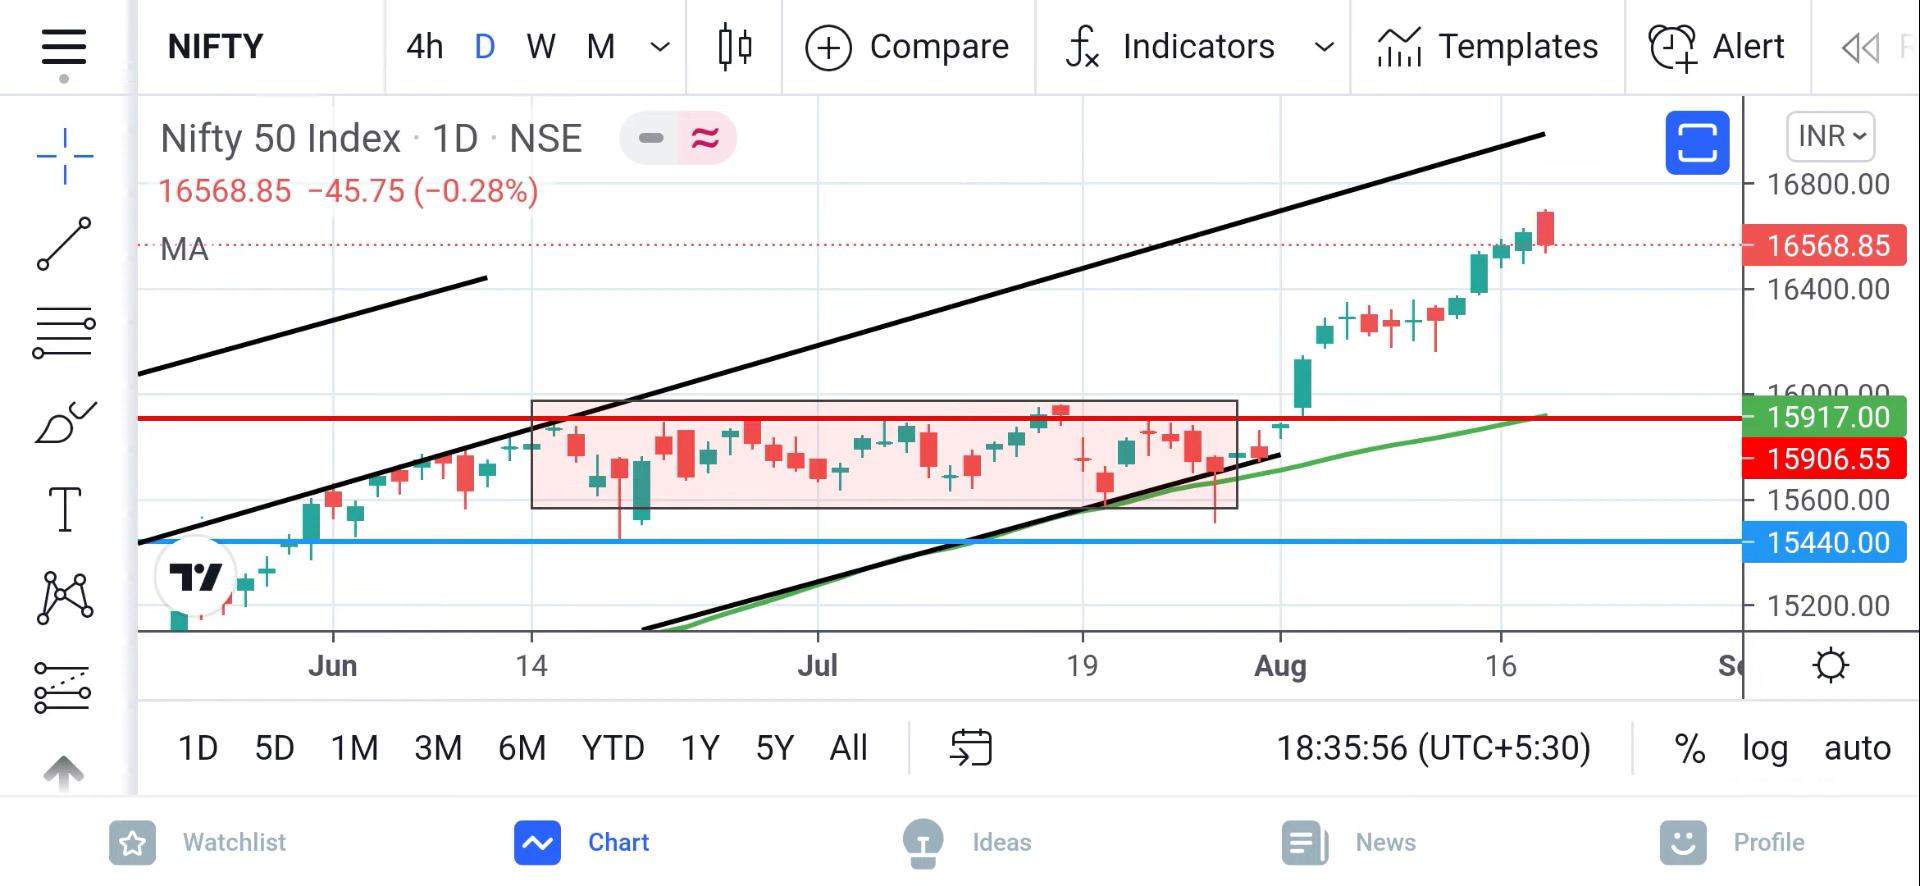 NIFTY 4h D W M Compare Indicators Templates Alert
Nifty 50 Index · 1D · NSE
INR
16568.85 −45.75 (−0.28%)
MA
16800.00
16568.85
16400.00
16000.00
15917.00
15906.55
15600.00
15440.00
15200.00
Jun 14 Jul 19 Aug 16
1D 5D 1M 3M 6M YTD 1Y 5Y All 18:35:56 (UTC+5:30) % log auto
Watchlist Chart Ideas News Profile